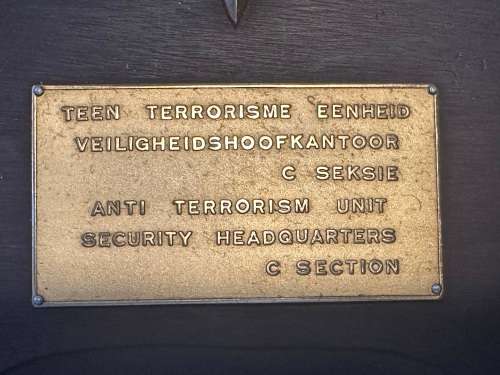 TEEN TERRORISME EENHEID
VEILIGHEIDSHOOFKANTOOR
C SEKSIE
ANTI TERRORISM UNIT
SECURITY HEADQUARTERS
C SECTION